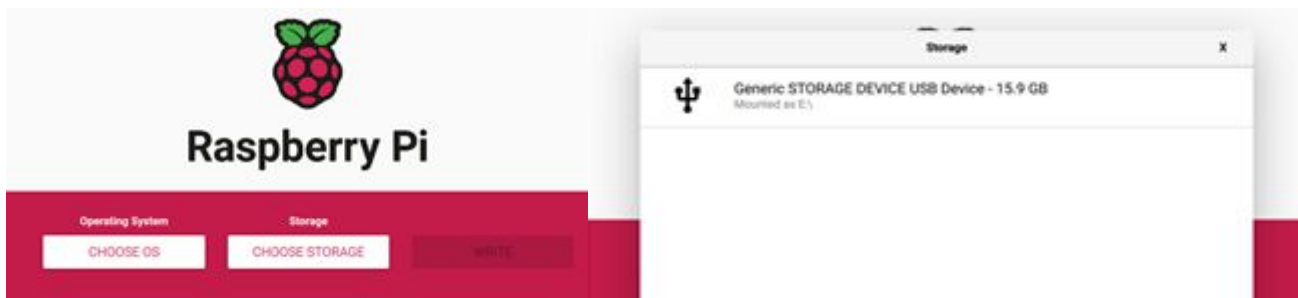 Raspberry Pi
Operating System
Storage
CHOOSE OS
CHOOSE STORAGE
WRITE
Storage
X
Generic STORAGE DEVICE USB Device - 15.9 GB
Mounted as E:\